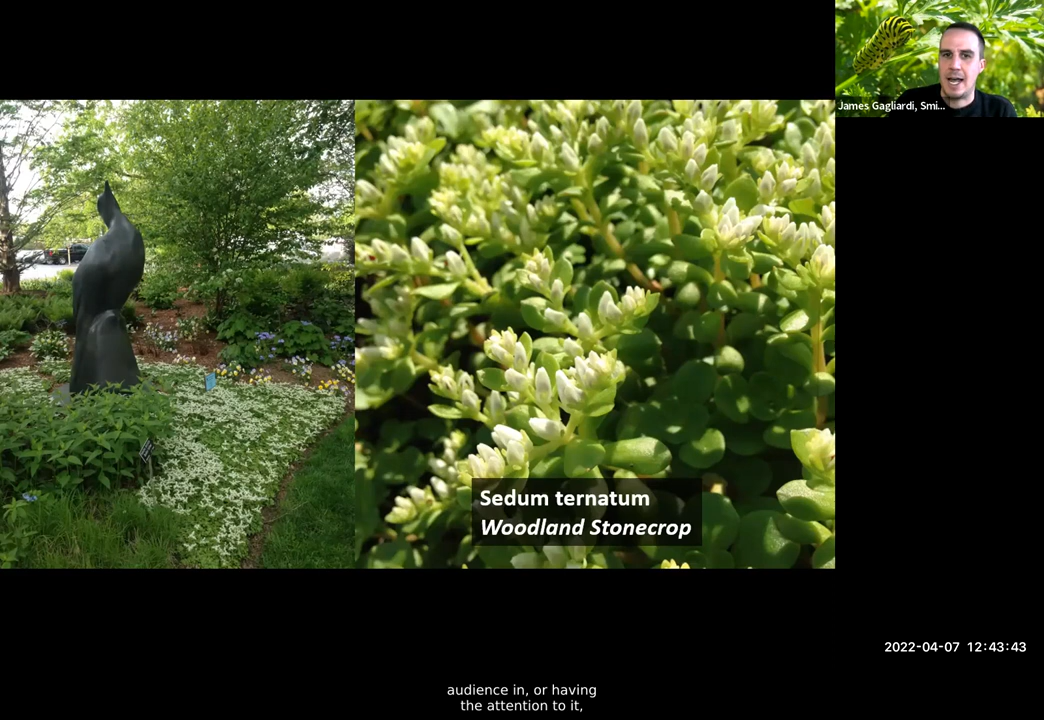 James Gagliardi, Smi...
Sedum ternatum
Woodland Stonecrop
2022-04-07 12:43:43
audience in, or having
the attention to it,